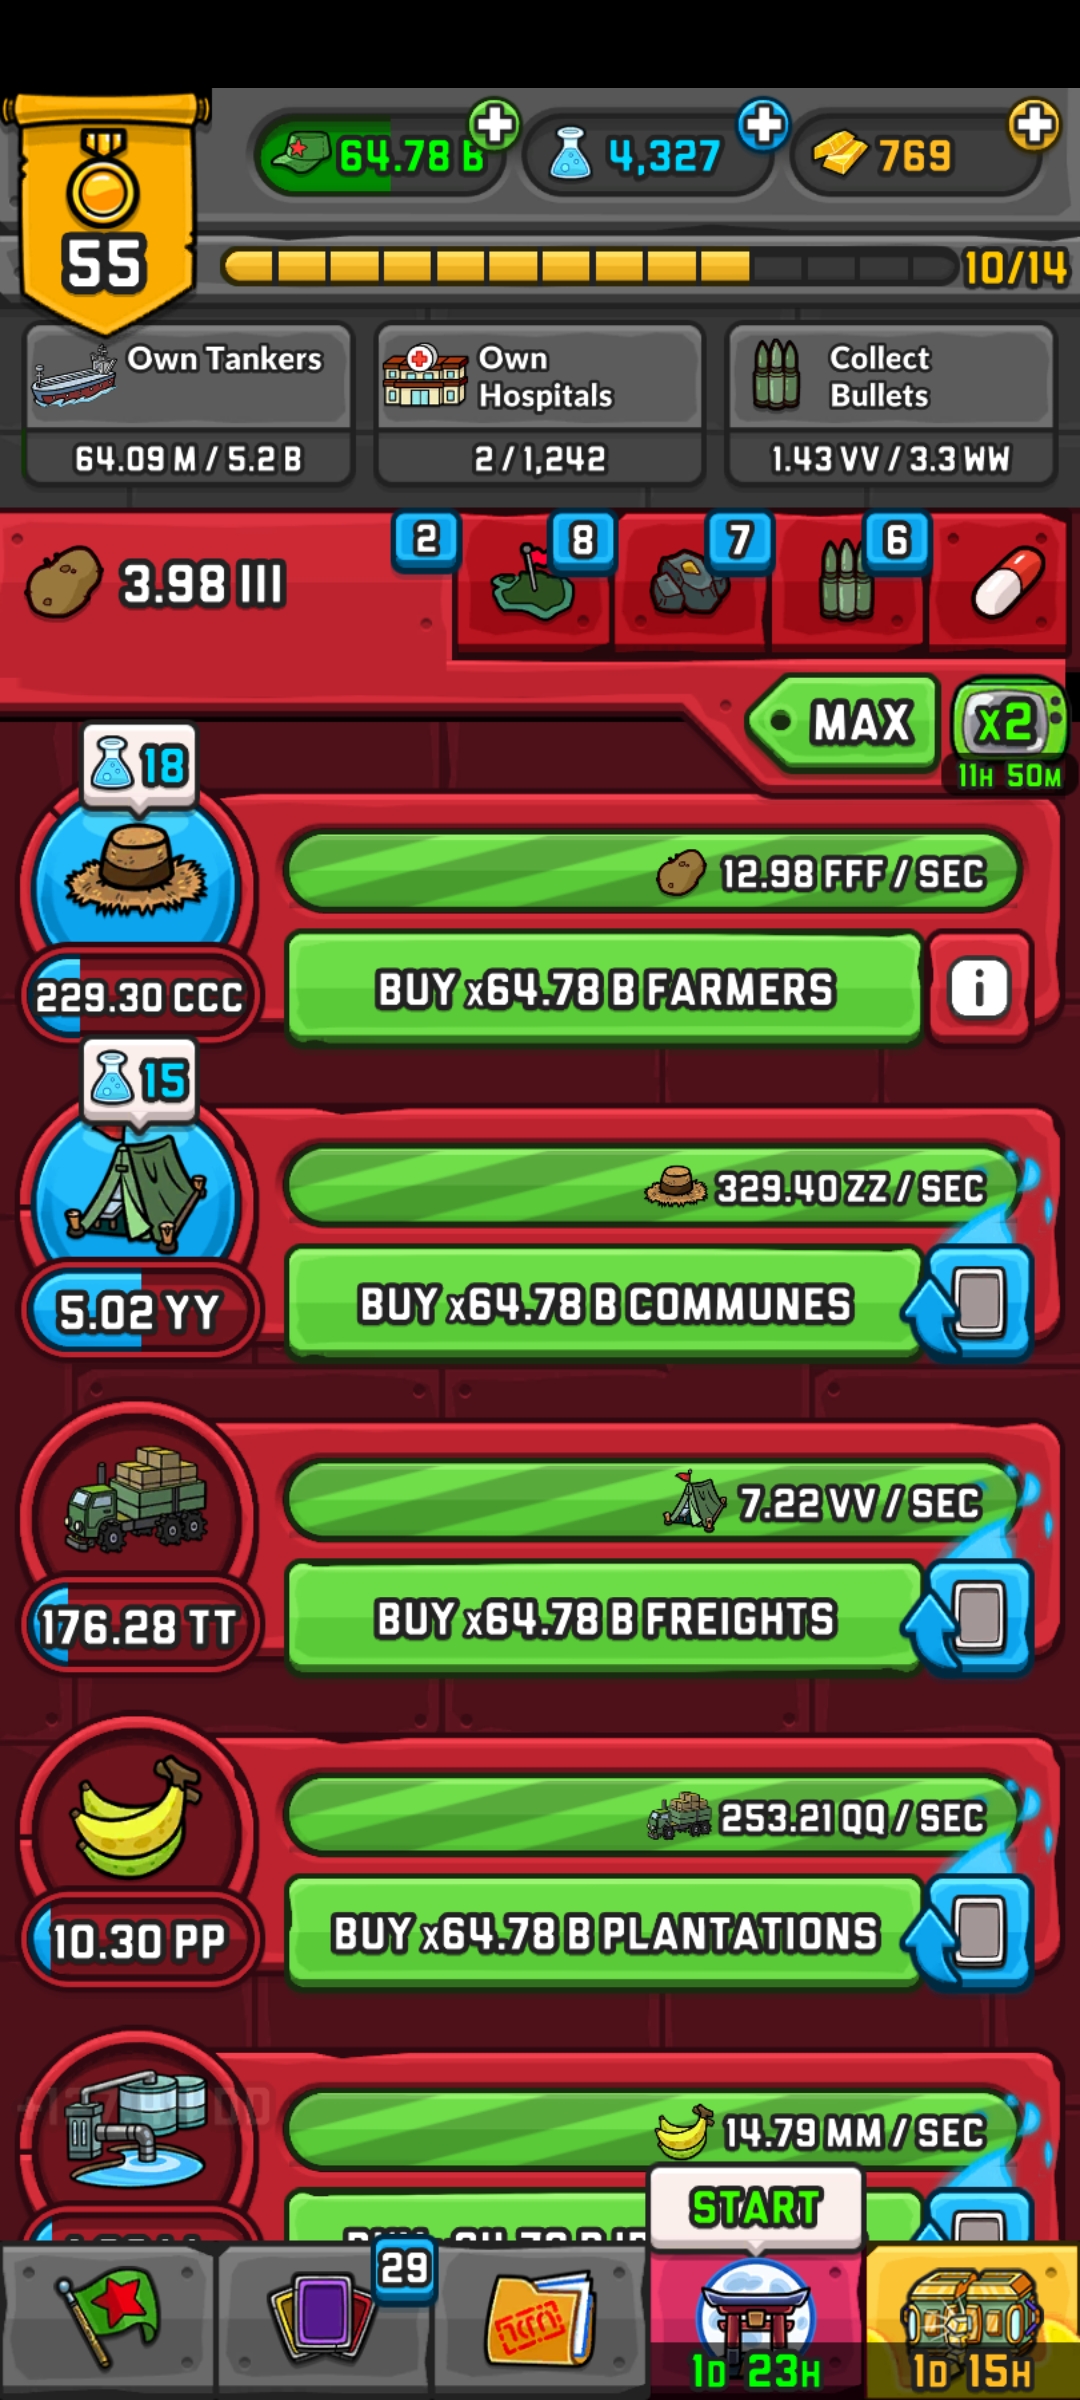 64.78 B
4,327
769
55
10/14
Own Tankers
64.09 M / 5.2 B
Own
Hospitals
2 / 1,242
Collect
Bullets
1.43 VV / 3.3 WW
3.98 III
2
8
7
6
MAX
x2
11H 50M
18
12.98 FFF / SEC
229.30 CCC
BUY x64.78 B FARMERS
i
15
329.40 ZZ / SEC
5.02 YY
BUY x64.78 B COMMUNES
7.22 VV / SEC
176.28 TT
BUY x64.78 B FREIGHTS
253.21 QQ / SEC
10.30 PP
BUY x64.78 B PLANTATIONS
14.79 MM / SEC
START
29
1D 23H
1D 15H